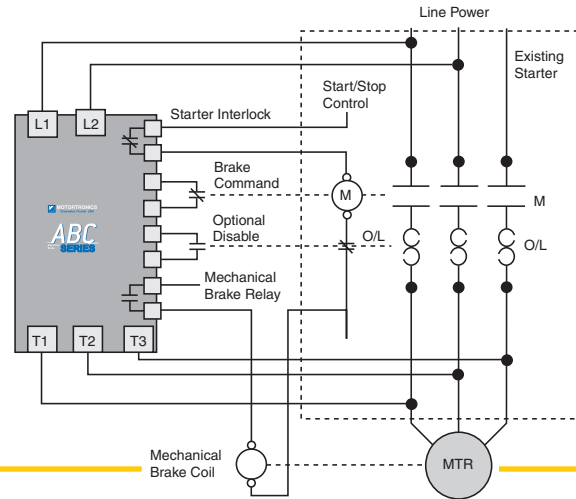 Line Power
Existing
Starter
Start/Stop
Control
L1
L2
Starter Interlock
Brake
Command
M
M
MOTORTRONICS
ABC
SERIES
Optional
Disable
O/L
O/L
Mechanical
Brake Relay
T1
T2
T3
Mechanical
Brake Coil
MTR